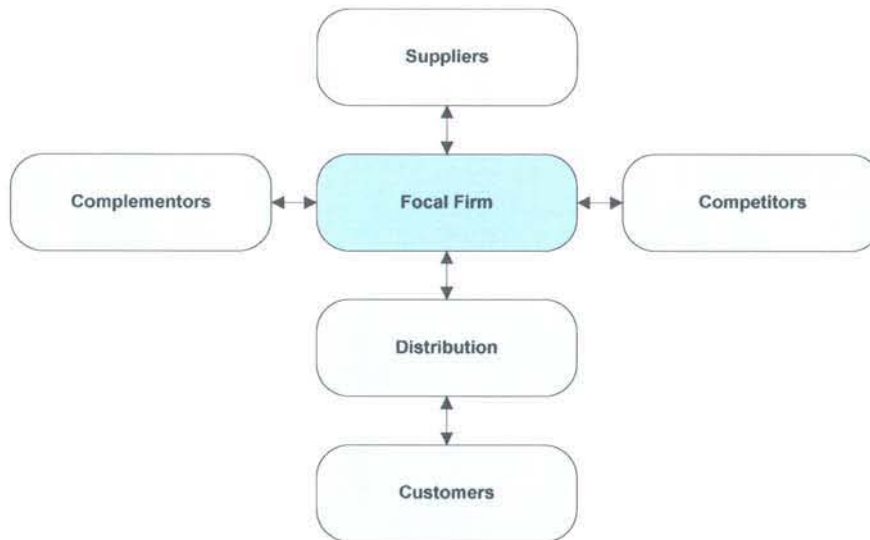 Suppliers
Complementors
Focal Firm
Competitors
Distribution
Customers